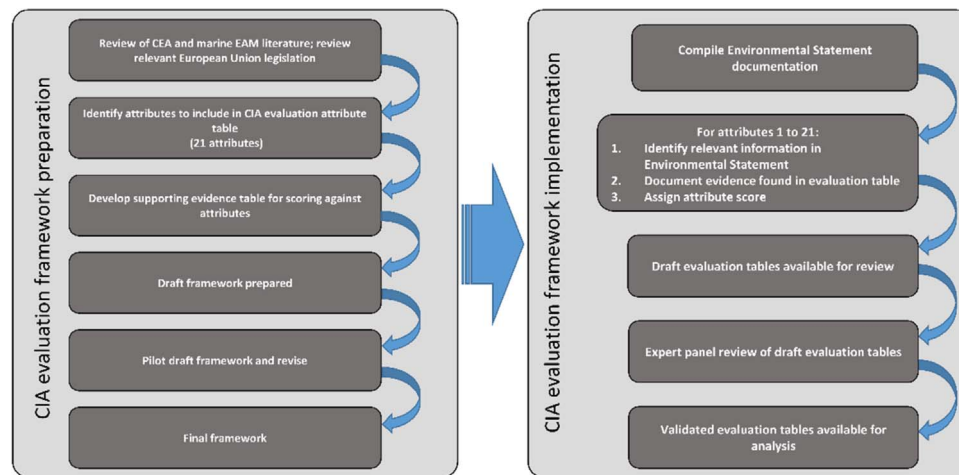 CIA evaluation framework preparation
Review of CEA and marine EAM literature; review
relevant European Union legislation
Identify attributes to include in CIA evaluation attribute
table
(21 attributes)
Develop supporting evidence table for scoring against
attributes
Draft framework prepared
Pilot draft framework and revise
Final framework
CIA evaluation framework implementation
Compile Environmental Statement
documentation
For attributes 1 to 21:
1. Identify relevant information in
Environmental Statement
2. Document evidence found in evaluation table
3. Assign attribute score
Draft evaluation tables available for review
Expert panel review of draft evaluation tables
Validated evaluation tables available for
analysis